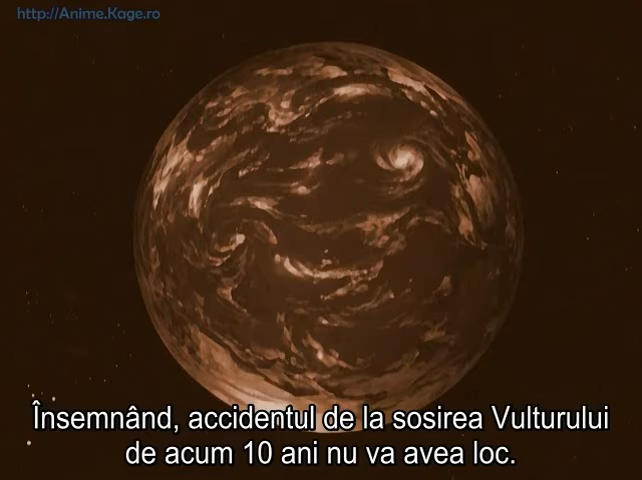 http://Anime.Kage.ro
Însemnând, accidentul de la sosirea Vulturului
de acum 10 ani nu va avea loc.